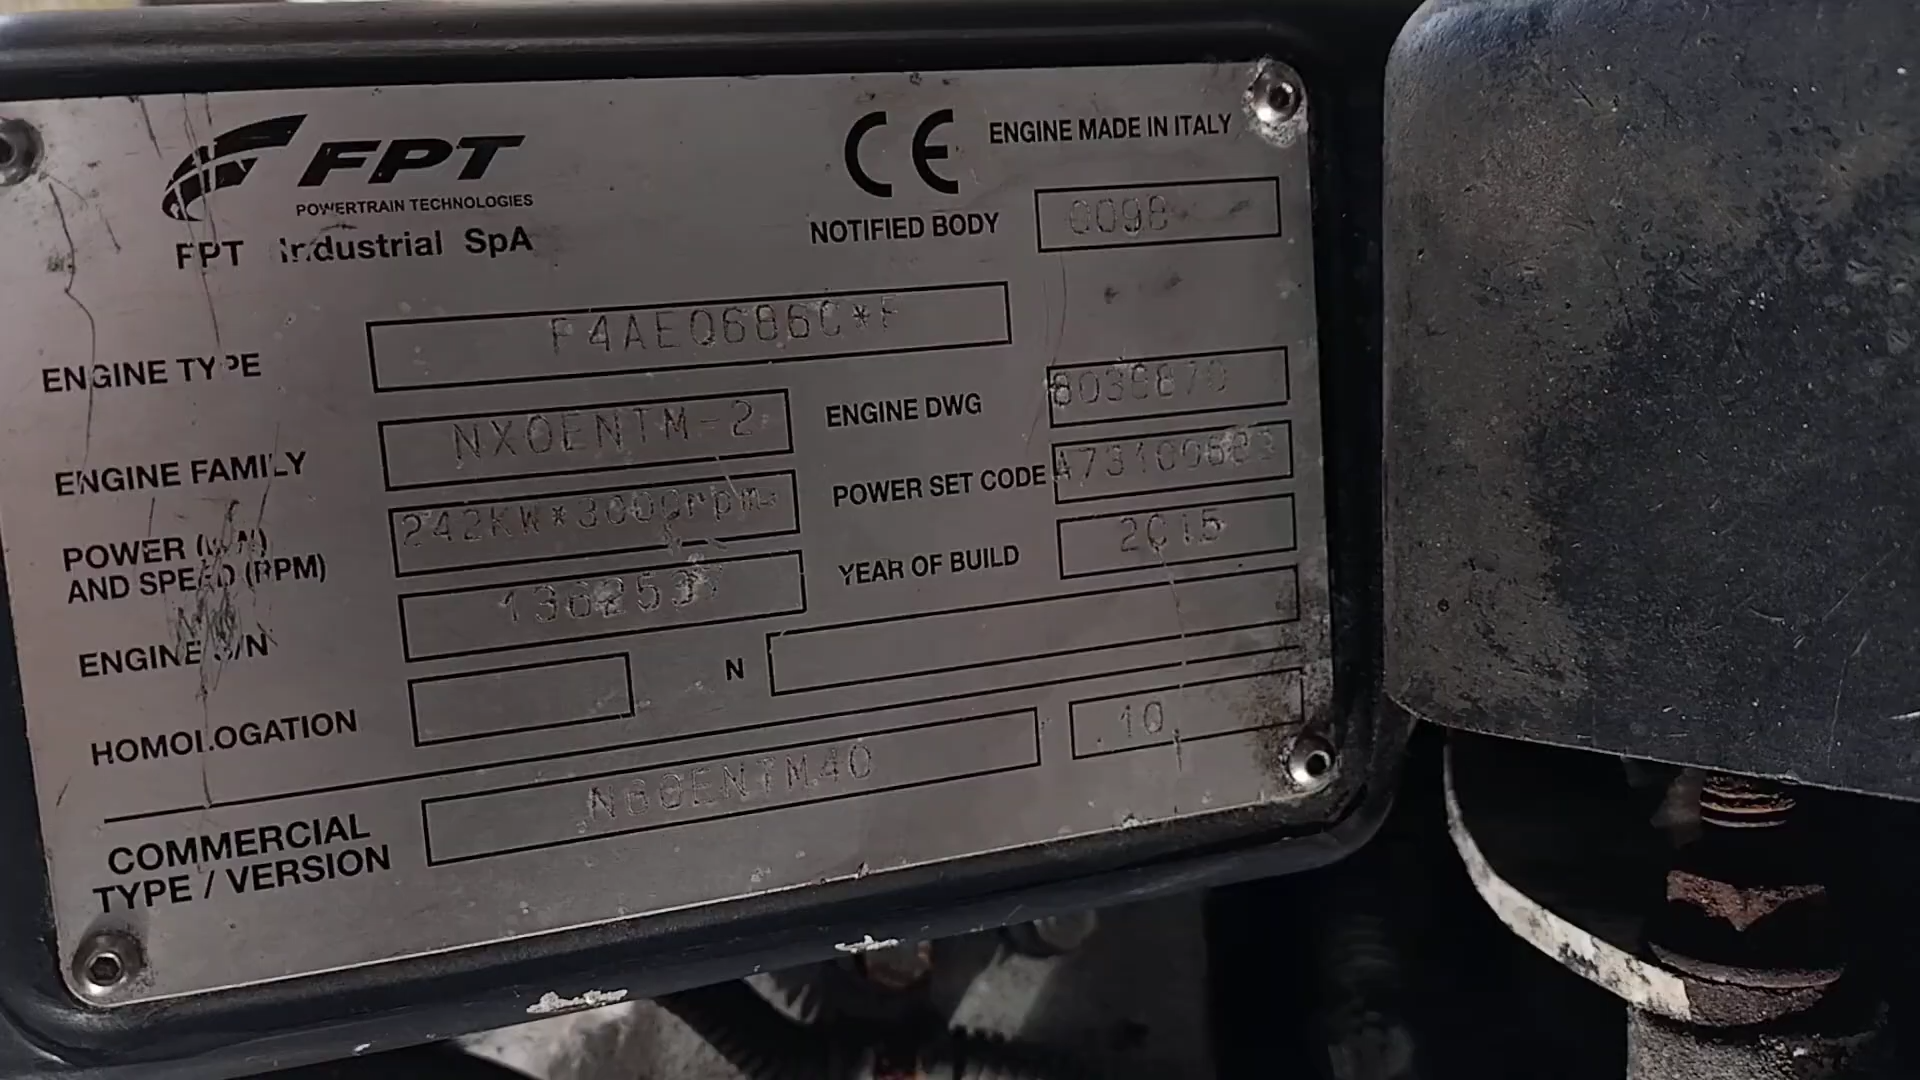 FPT
POWERTRAIN TECHNOLOGIES
FPT Industrial SpA
CE ENGINE MADE IN ITALY
NOTIFIED BODY 0098
ENGINE TYPE F4AE0686C*F
ENGINE FAMILY NX0ENTM-2
ENGINE DWG
POWER (kW)
AND SPEED (RPM) 242KW*3000rpm
POWER SET CODE
ENGINE S/N
YEAR OF BUILD 2015
HOMOLOGATION N
COMMERCIAL
TYPE / VERSION N60ENTM40 .10